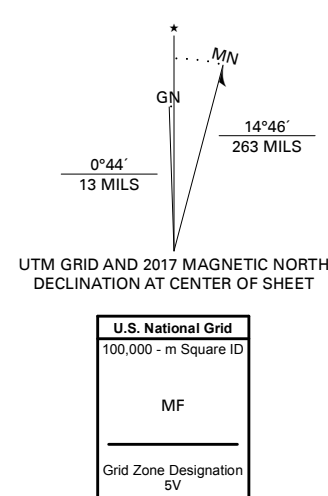 ★
MN
GN
14°46´
263 MILS
0°44´
13 MILS
UTM GRID AND 2017 MAGNETIC NORTH
DECLINATION AT CENTER OF SHEET
U.S. National Grid
100,000 - m Square ID
MF
Grid Zone Designation
5V